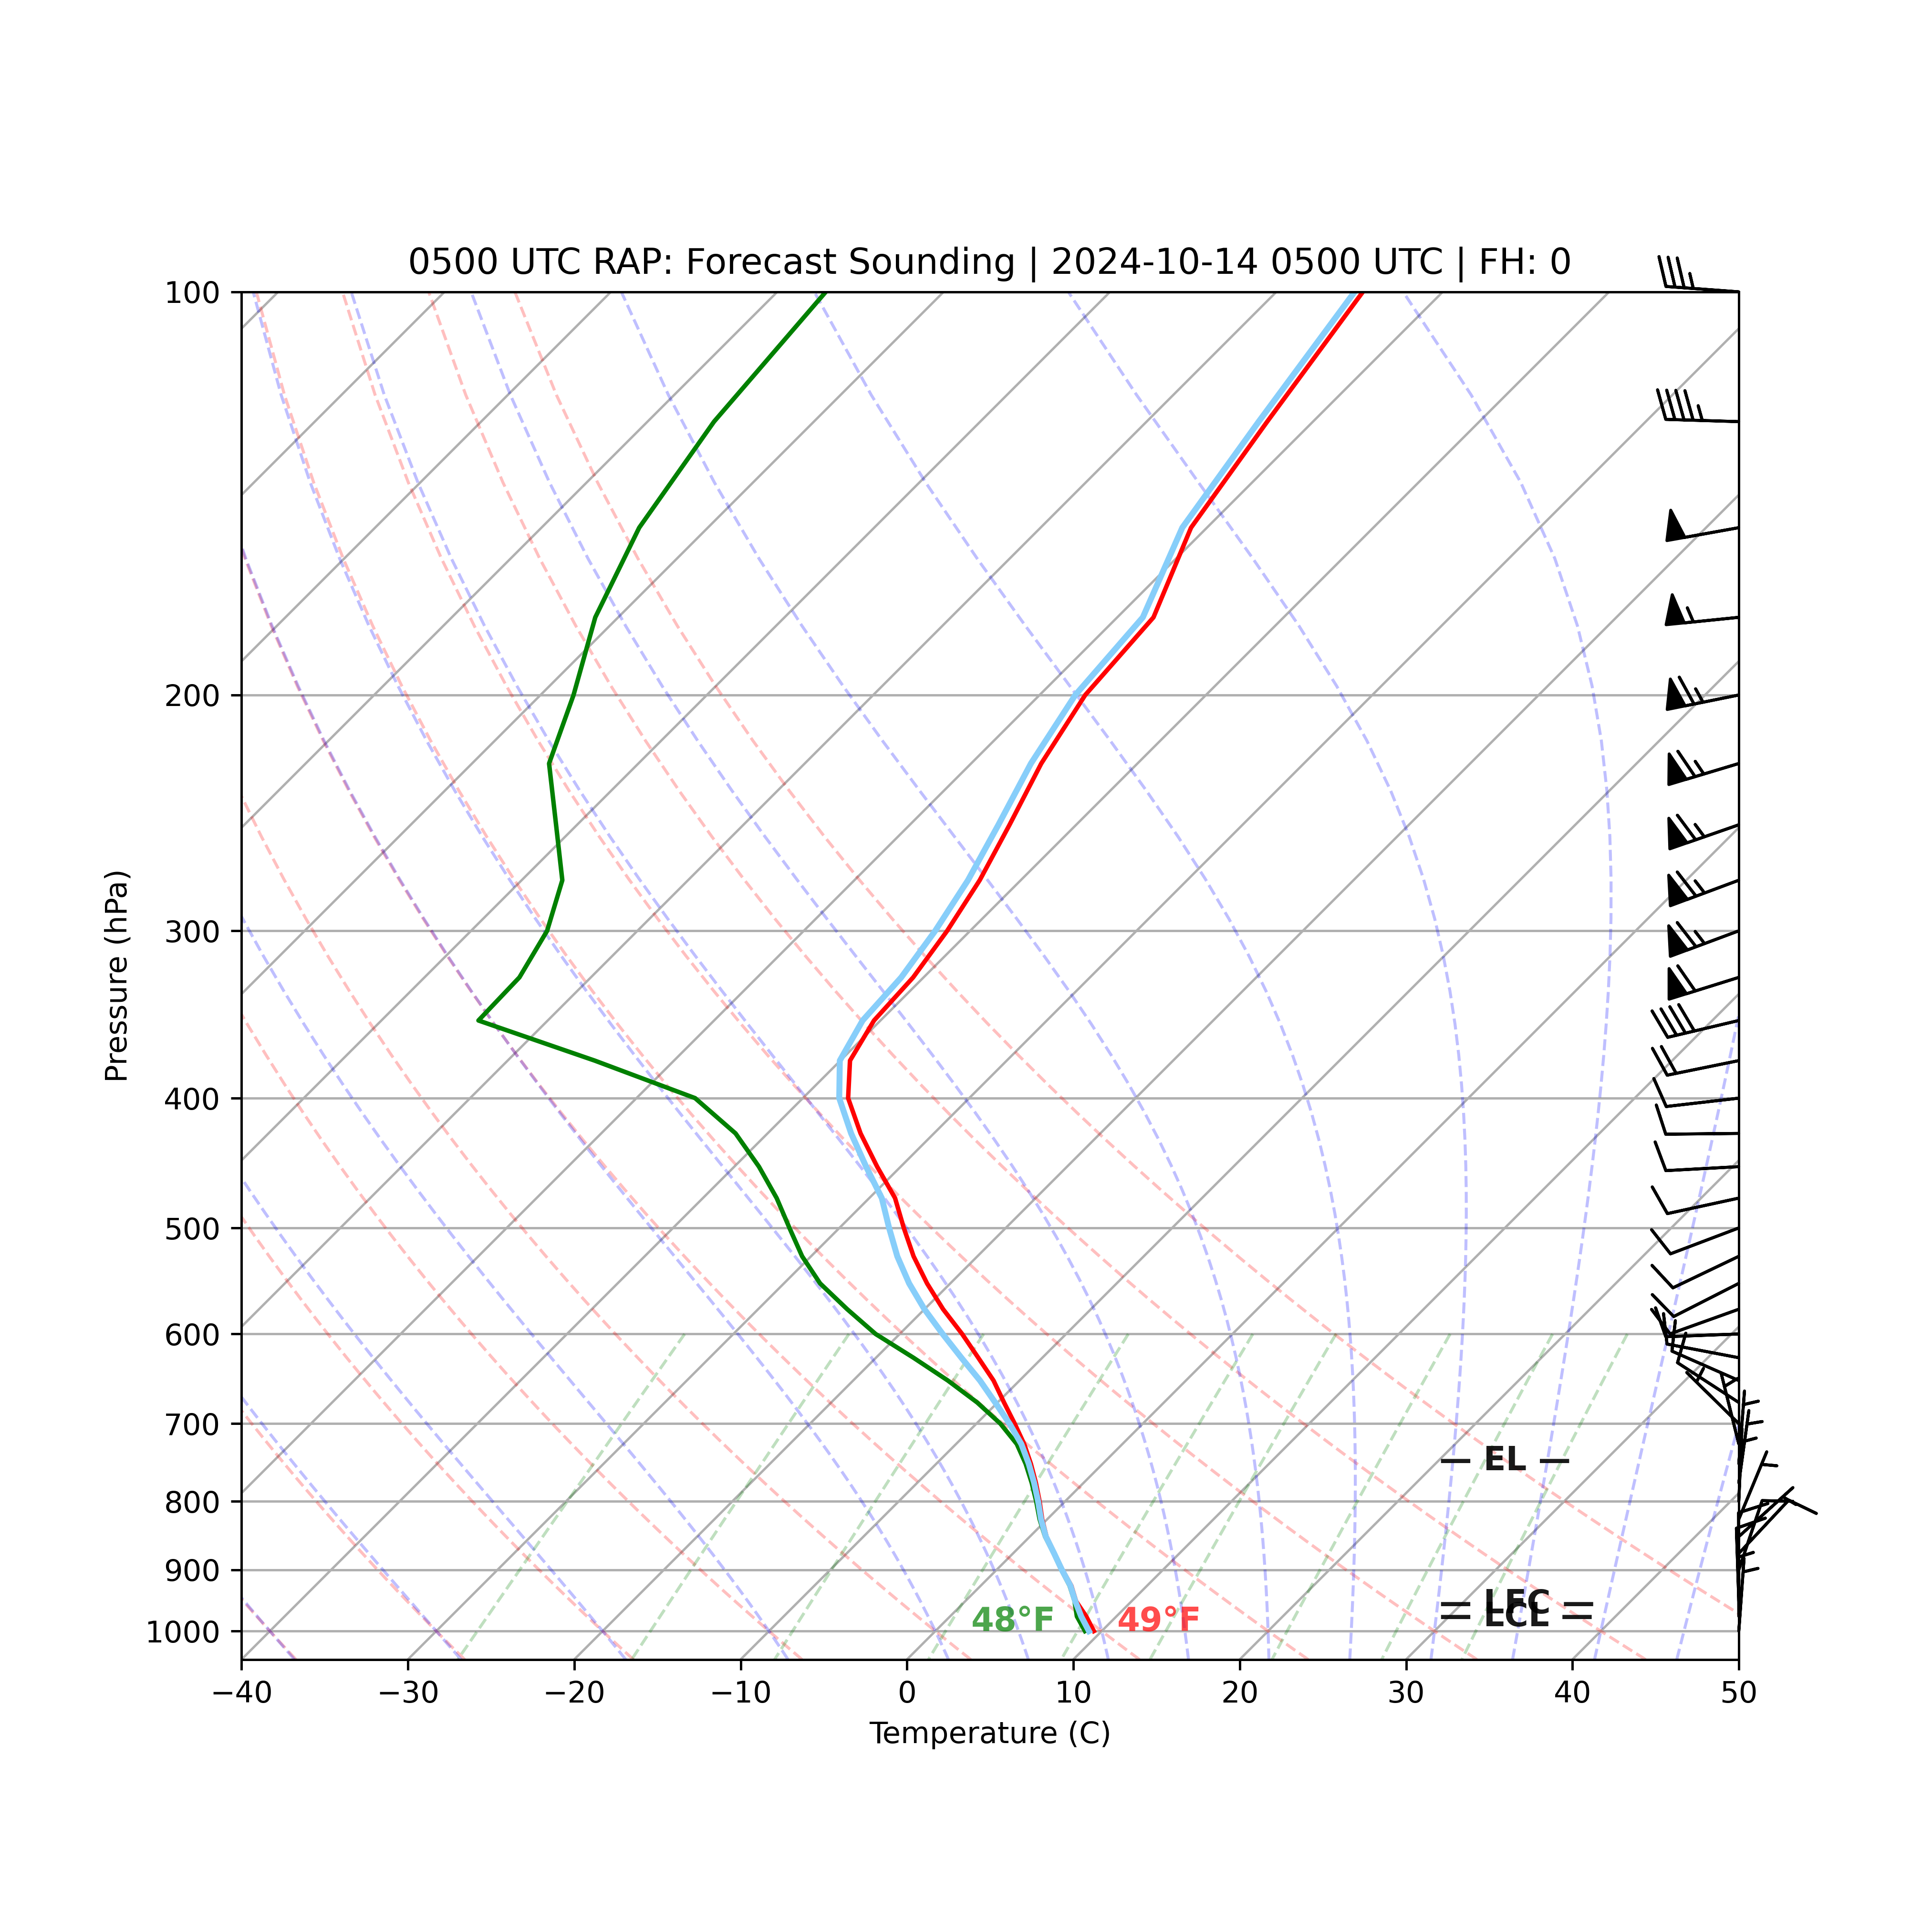 0500 UTC RAP: Forecast Sounding | 2024-10-14 0500 UTC | FH: 0
100
200
300
400
500
600
700
800
900
1000
Pressure (hPa)
— EL —
— LFC —
— LCL —
48°F
49°F
−40 −30 −20 −10 0 10 20 30 40 50
Temperature (C)